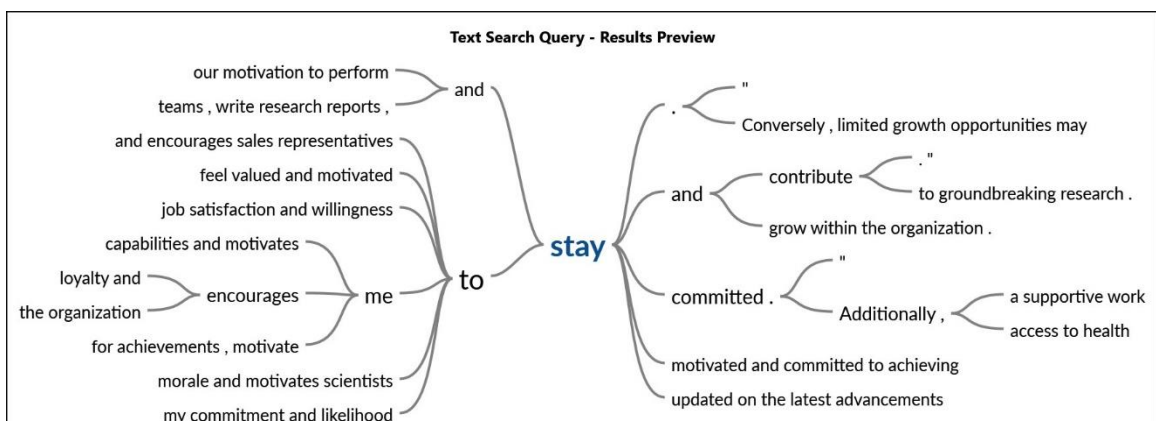 Text Search Query - Results Preview
our motivation to perform
teams , write research reports ,
and
and encourages sales representatives
feel valued and motivated
job satisfaction and willingness
capabilities and motivates
loyalty and
the organization
encourages
for achievements , motivate
me
morale and motivates scientists
my commitment and likelihood
to
stay
.
"
Conversely , limited growth opportunities may
and
contribute
. "
to groundbreaking research .
grow within the organization .
committed .
"
Additionally ,
a supportive work
access to health
motivated and committed to achieving
updated on the latest advancements